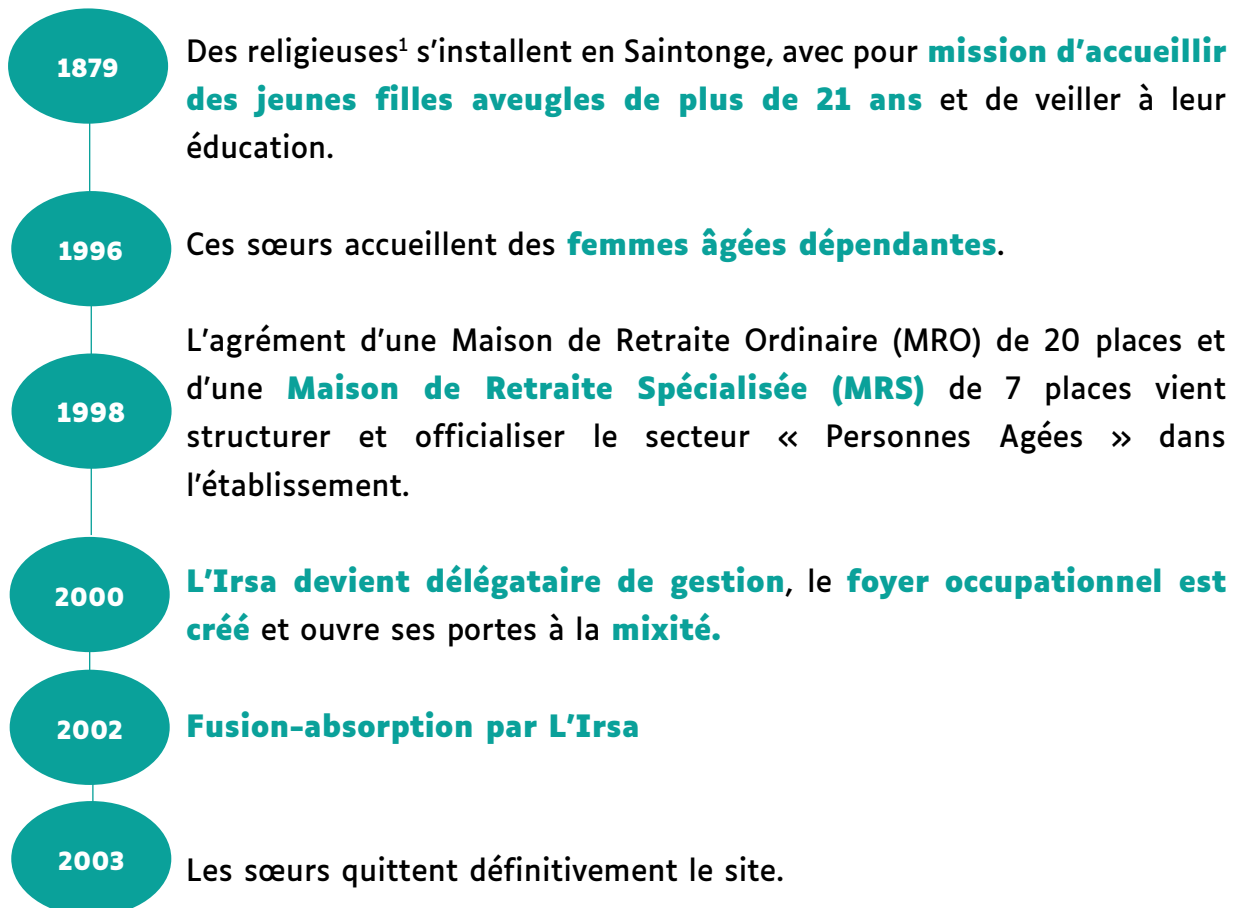 1879
Des religieuses¹ s’installent en Saintonge, avec pour mission d’accueillir
des jeunes filles aveugles de plus de 21 ans et de veiller à leur
éducation.
1996
Ces sœurs accueillent des femmes âgées dépendantes.
1998
L’agrément d’une Maison de Retraite Ordinaire (MRO) de 20 places et
d’une Maison de Retraite Spécialisée (MRS) de 7 places vient
structurer et officialiser le secteur « Personnes Agées » dans
l’établissement.
2000
L’Irsa devient délégataire de gestion, le foyer occupationnel est
créé et ouvre ses portes à la mixité.
2002
Fusion-absorption par L’Irsa
2003
Les sœurs quittent définitivement le site.